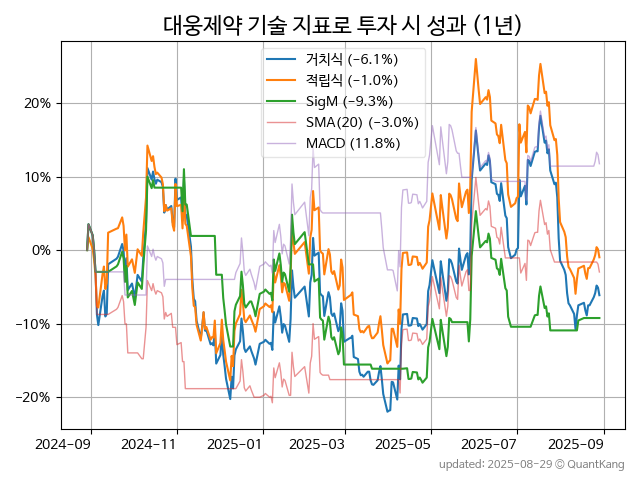 대웅제약 기술 지표로 투자 시 성과 (1년)
거치식 (−6.1%)
적립식 (−1.0%)
SigM (−9.3%)
SMA(20) (−3.0%)
MACD (11.8%)
20%
10%
0%
−10%
−20%
2024-09 2024-11 2025-01 2025-03 2025-05 2025-07 2025-09
updated: 2025-08-29 © QuantKang